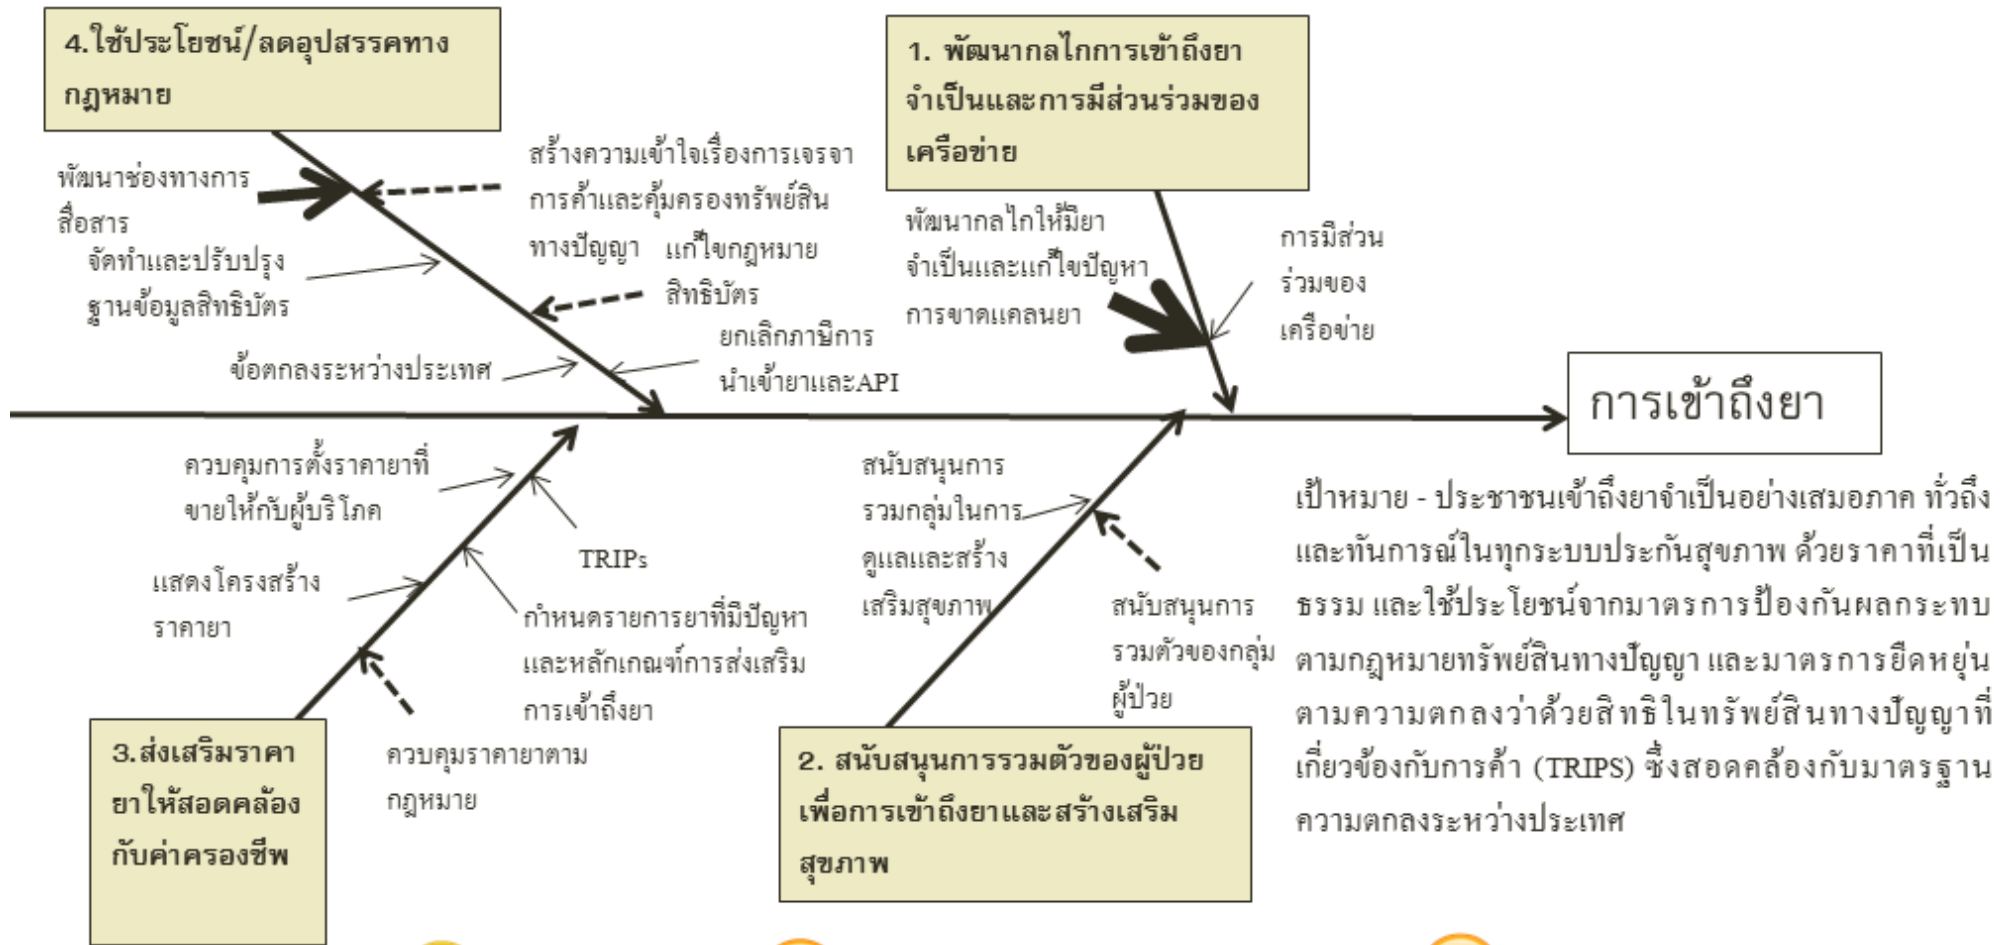 4.ใช้ประโยชน์/ลดอุปสรรคทาง
กฎหมาย
พัฒนาช่องทางการ
สื่อสาร
สร้างความเข้าใจเรื่องการเจรจา
การค้าและคุ้มครองทรัพย์สิน
ทางปัญญา
จัดทำและปรับปรุง
ฐานข้อมูลสิทธิบัตร
แก้ไขกฎหมาย
สิทธิบัตร
ข้อตกลงระหว่างประเทศ
ยกเลิกภาษีการ
นำเข้ายาและAPI
1. พัฒนากลไกการเข้าถึงยา
จำเป็นและการมีส่วนร่วมของ
เครือข่าย
พัฒนากลไกให้มียา
จำเป็นและแก้ไขปัญหา
การขาดแคลนยา
การมีส่วน
ร่วมของ
เครือข่าย
การเข้าถึงยา
ควบคุมการตั้งราคายาที่
ขายให้กับผู้บริโภค
TRIPs
แสดงโครงสร้าง
ราคายา
กำหนดรายการยาที่มีปัญหา
และหลักเกณฑ์การส่งเสริม
การเข้าถึงยา
ควบคุมราคายาตาม
กฎหมาย
3.ส่งเสริมราคา
ยาให้สอดคล้อง
กับค่าครองชีพ
สนับสนุนการ
รวมกลุ่มในการ
ดูแลและสร้าง
เสริมสุขภาพ
สนับสนุนการ
รวมตัวของกลุ่ม
ผู้ป่วย
2. สนับสนุนการรวมตัวของผู้ป่วย
เพื่อการเข้าถึงยาและสร้างเสริม
สุขภาพ
เป้าหมาย - ประชาชนเข้าถึงยาจำเป็นอย่างเสมอภาค ทั่วถึง
และทันการณ์ในทุกระบบประกันสุขภาพ ด้วยราคาที่เป็น
ธรรม และใช้ประโยชน์จากมาตรการป้องกันผลกระทบ
ตามกฎหมายทรัพย์สินทางปัญญา และมาตรการยืดหยุ่น
ตามความตกลงว่าด้วยสิทธิในทรัพย์สินทางปัญญาที่
เกี่ยวข้องกับการค้า (TRIPS) ซึ่งสอดคล้องกับมาตรฐาน
ความตกลงระหว่างประเทศ